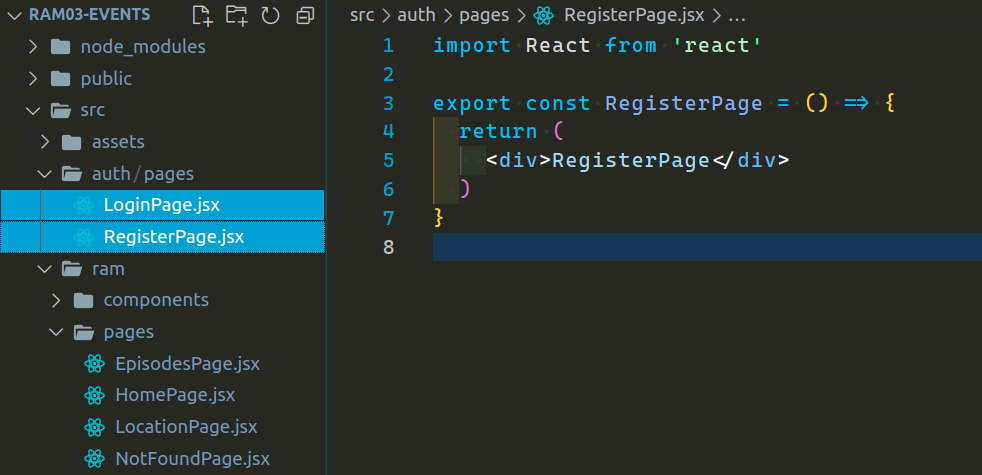 RAM03-EVENTS
node_modules
public
src
assets
auth/pages
LoginPage.jsx
RegisterPage.jsx
ram
components
pages
EpisodesPage.jsx
HomePage.jsx
LocationPage.jsx
NotFoundPage.jsx
src > auth > pages > RegisterPage.jsx > ...
1 import React from 'react'
2
3 export const RegisterPage = () => {
4 return (
5 <div>RegisterPage</div>
6 )
7 }
8